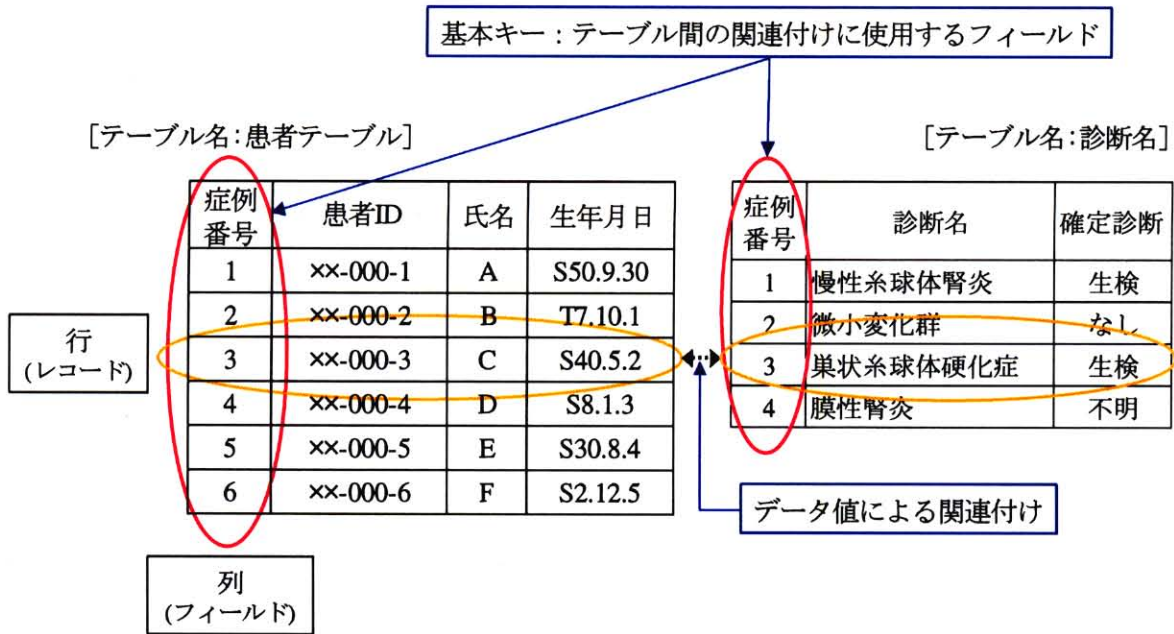 基本キー：テーブル間の関連付けに使用するフィールド
[テーブル名:患者テーブル]
[テーブル名:診断名]
症例番号 患者ID 氏名 生年月日
1 ××-000-1 A S50.9.30
2 ××-000-2 B T7.10.1
3 ××-000-3 C S40.5.2
4 ××-000-4 D S8.1.3
5 ××-000-5 E S30.8.4
6 ××-000-6 F S2.12.5
症例番号 診断名 確定診断
1 慢性糸球体腎炎 生検
2 微小変化群 なし
3 巣状糸球体硬化症 生検
4 膜性腎炎 不明
行
(レコード)
データ値による関連付け
列
(フィールド)